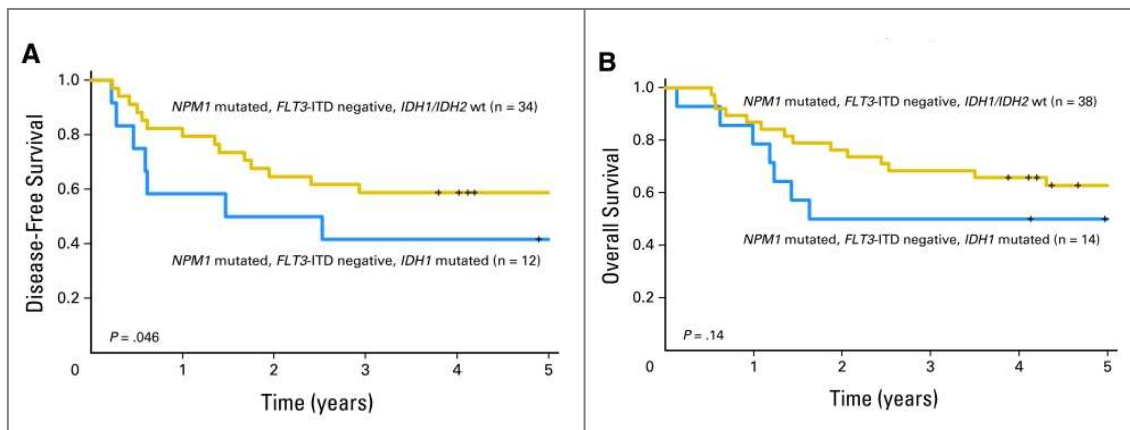 A
Disease-Free Survival
1.0
0.8
0.6
0.4
0.2
0
1
2
3
4
5
NPM1 mutated, FLT3-ITD negative, IDH1/IDH2 wt (n = 34)
NPM1 mutated, FLT3-ITD negative, IDH1 mutated (n = 12)
P = .046
Time (years)
B
Overall Survival
1.0
0.8
0.6
0.4
0.2
0
1
2
3
4
5
NPM1 mutated, FLT3-ITD negative, IDH1/IDH2 wt (n = 38)
NPM1 mutated, FLT3-ITD negative, IDH1 mutated (n = 14)
P = .14
Time (years)